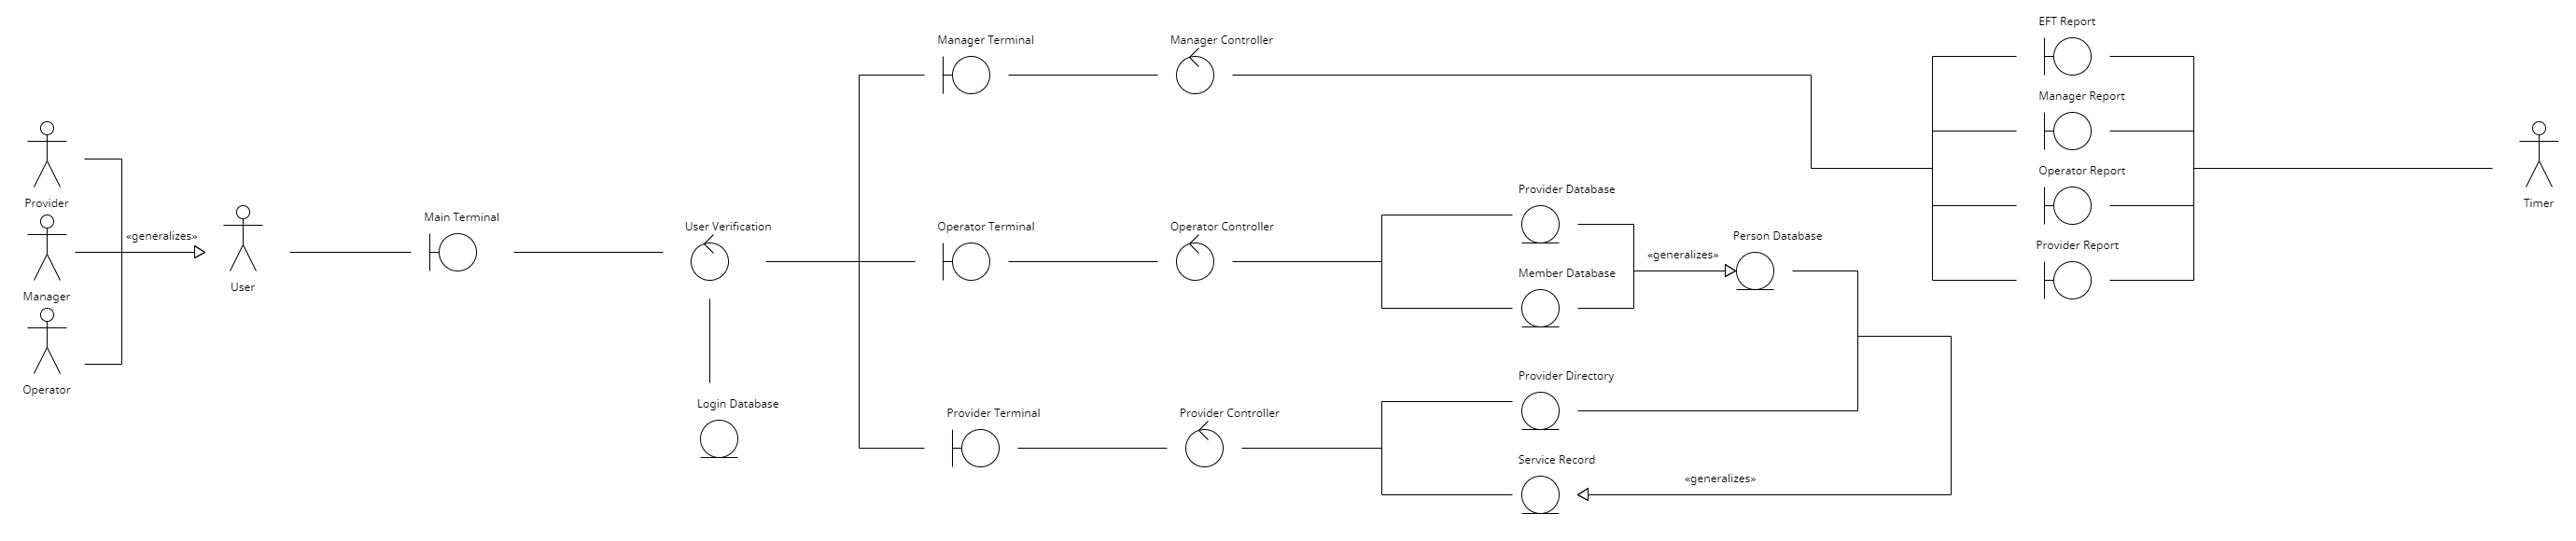 EFT Report
Manager Terminal
Manager Controller
Manager Report
Operator Report
Provider
Timer
Provider Database
Main Terminal
User Verification
Operator Terminal
Operator Controller
«generalizes»
Person Database
Provider Report
«generalizes»
Member Database
User
Manager
Provider Directory
Operator
Login Database
Provider Terminal
Provider Controller
Service Record
«generalizes»